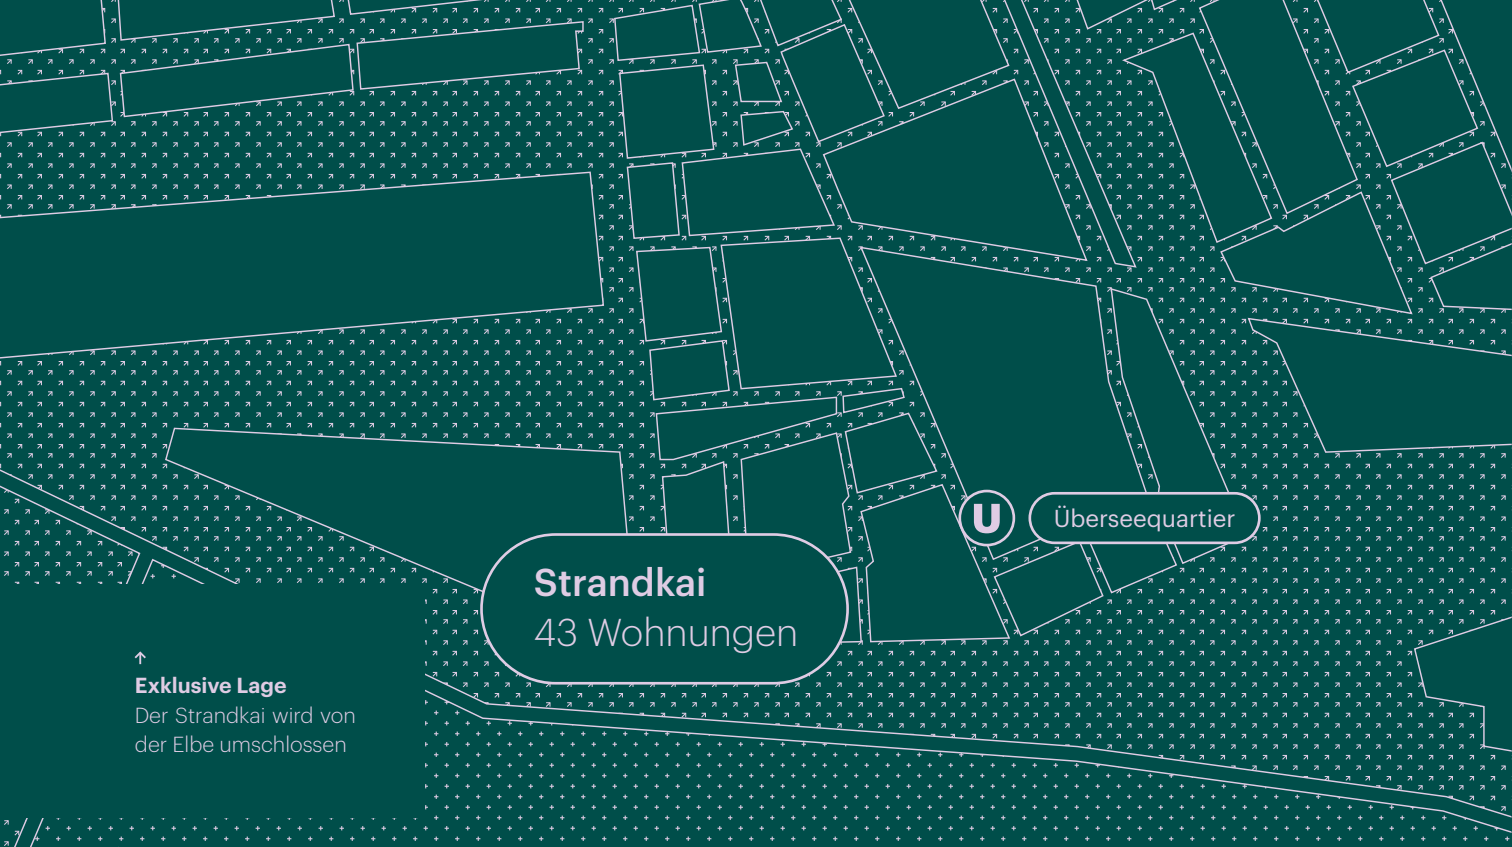 U
Überseequartier
Strandkai
43 Wohnungen
Exklusive Lage
Der Strandkai wird von
der Elbe umschlossen